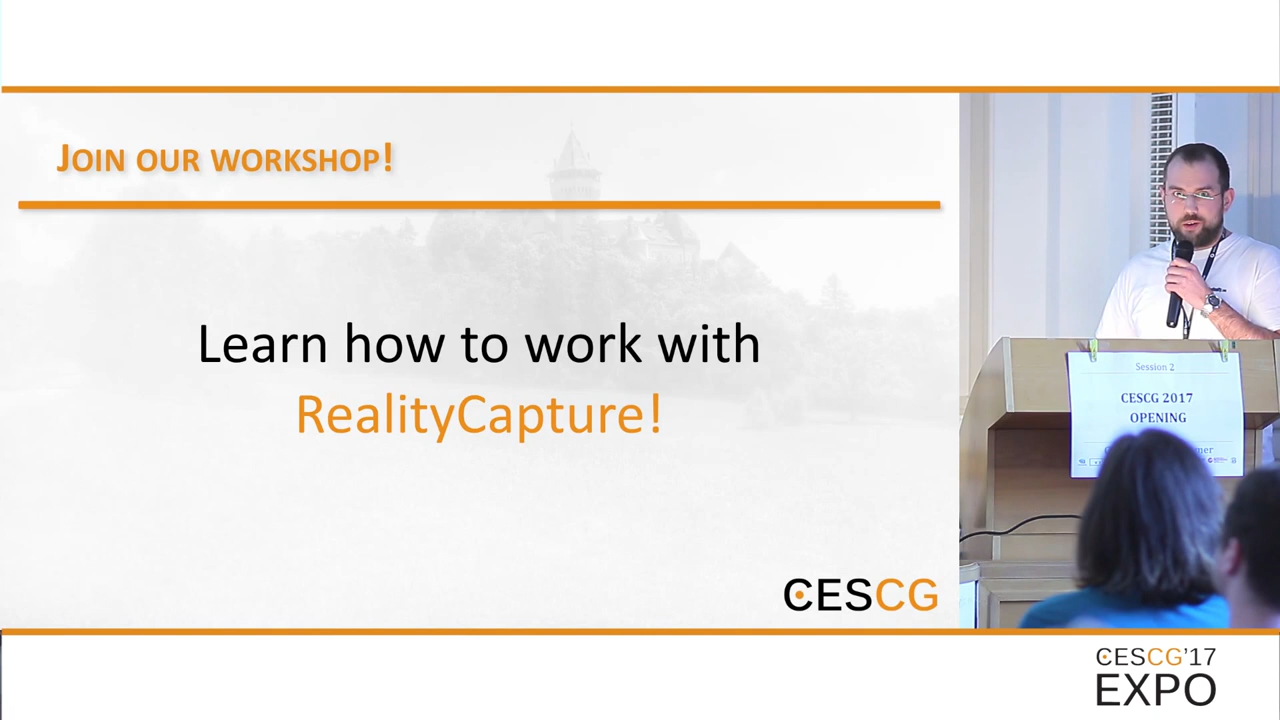 JOIN OUR WORKSHOP!
Learn how to work with
RealityCapture!
CESCG
Session 2
CESCG 2017
OPENING
CESCG'17
EXPO